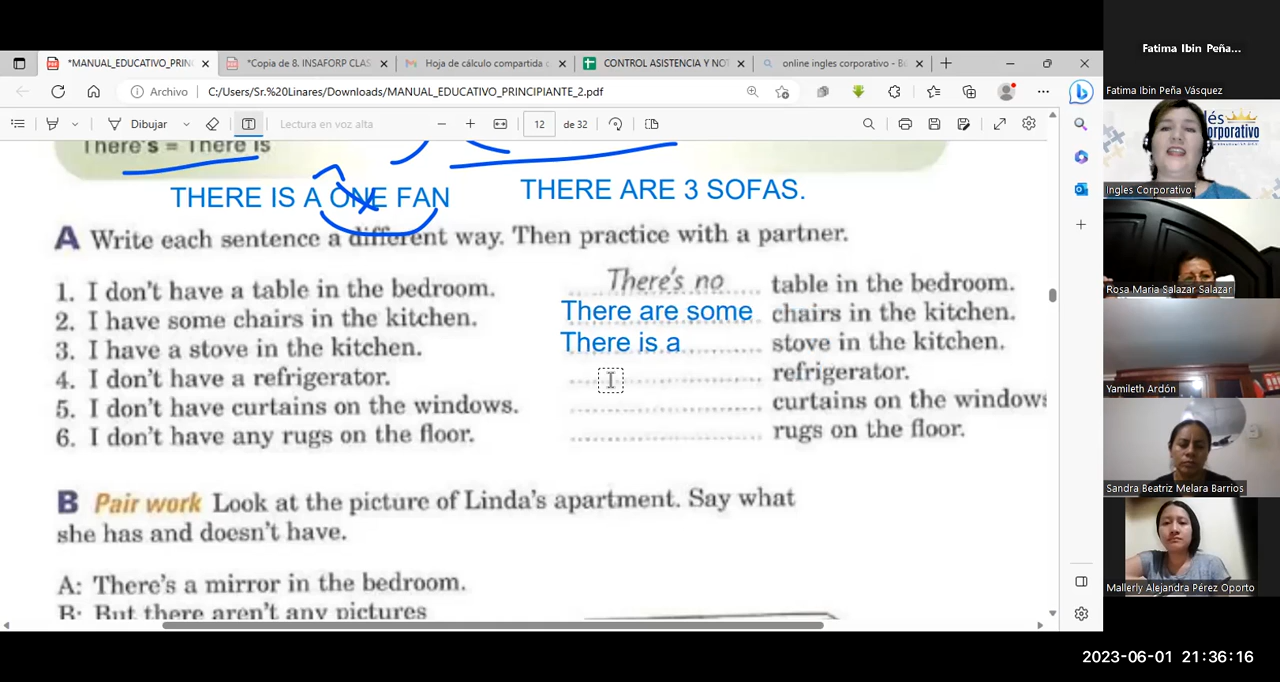 Fatima Ibin Peña...
*MANUAL_EDUCATIVO_PRIN
*Copia de 8. INSAFORP CLAS
Hoja de cálculo compartida
CONTROL ASISTENCIA Y NOT
online ingles corporativo - B
Archivo
C:/Users/Sr.%20Linares/Downloads/MANUAL_EDUCATIVO_PRINCIPIANTE_2.pdf
Fatima Ibin Peña Vásquez
Dibujar
Lectura en voz alta
12
de 32
lés
orporativo
Ingles Corporativo
There's = There is
THERE IS A ONE FAN
THERE ARE 3 SOFAS.
A Write each sentence a different way. Then practice with a partner.
1. I don't have a table in the bedroom. There's no table in the bedroom.
2. I have some chairs in the kitchen. There are some chairs in the kitchen.
3. I have a stove in the kitchen. There is a stove in the kitchen.
4. I don't have a refrigerator. refrigerator.
5. I don't have curtains on the windows. curtains on the windows
6. I don't have any rugs on the floor. rugs on the floor.
B Pair work Look at the picture of Linda's apartment. Say what
she has and doesn't have.
A: There's a mirror in the bedroom.
B: But there aren't any pictures
Rosa Maria Salazar Salazar
Yamileth Ardón
Sandra Beatriz Melara Barrios
Mallerly Alejandra Pérez Oporto
2023-06-01 21:36:16